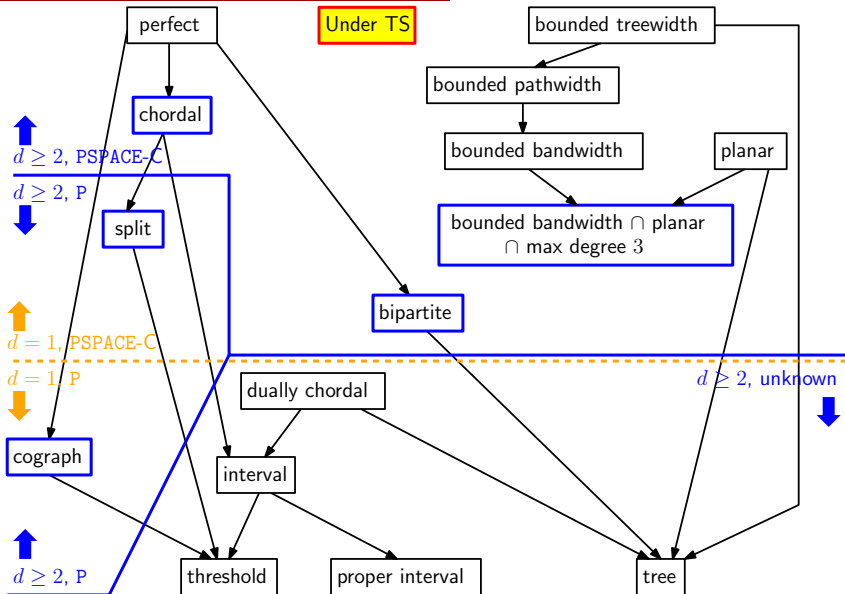 perfect
Under TS
bounded treewidth
bounded pathwidth
chordal
d ≥ 2, PSPACE-C
bounded bandwidth
planar
d ≥ 2, P
split
bounded bandwidth ∩ planar
∩ max degree 3
bipartite
d = 1, PSPACE-C
d = 1, P
d ≥ 2, unknown
dually chordal
cograph
interval
d ≥ 2, P
threshold
proper interval
tree